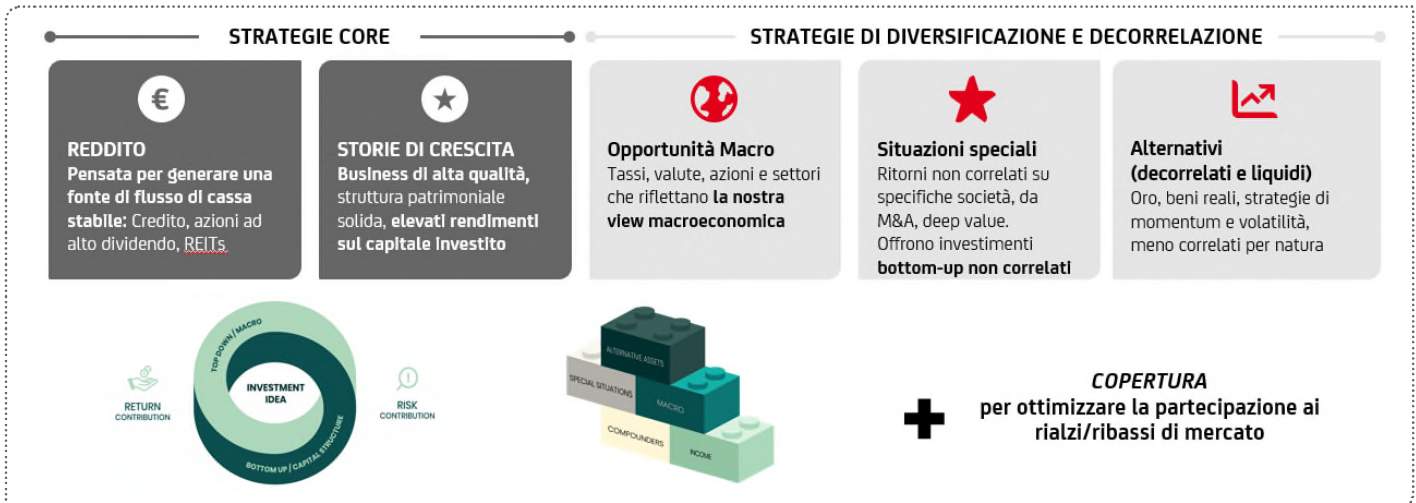 STRATEGIE CORE
STRATEGIE DI DIVERSIFICAZIONE E DECORRELAZIONE
€
REDDITO
Pensata per generare una
fonte di flusso di cassa
stabile: Credito, azioni ad
alto dividendo, REITs
STORIE DI CRESCITA
Business di alta qualità,
struttura patrimoniale
solida, elevati rendimenti
sul capitale investito
Opportunità Macro
Tassi, valute, azioni e settori
che riflettano la nostra
view macroeconomica
Situazioni speciali
Ritorni non correlati su
specifiche società, da
M&A, deep value.
Offrono investimenti
bottom-up non correlati
Alternativi
(decorrelati e liquidi)
Oro, beni reali, strategie di
momentum e volatilità,
meno correlati per natura
RETURN
CONTRIBUTION
TOP DOWN / MACRO
INVESTMENT
IDEA
BOTTOM UP / CAPITAL STRUCTURE
RISK
CONTRIBUTION
ALTERNATIVE ASSETS
SPECIAL SITUATIONS
MACRO
COMPOUNDERS
INCOME
COPERTURA
per ottimizzare la partecipazione ai
rialzi/ribassi di mercato